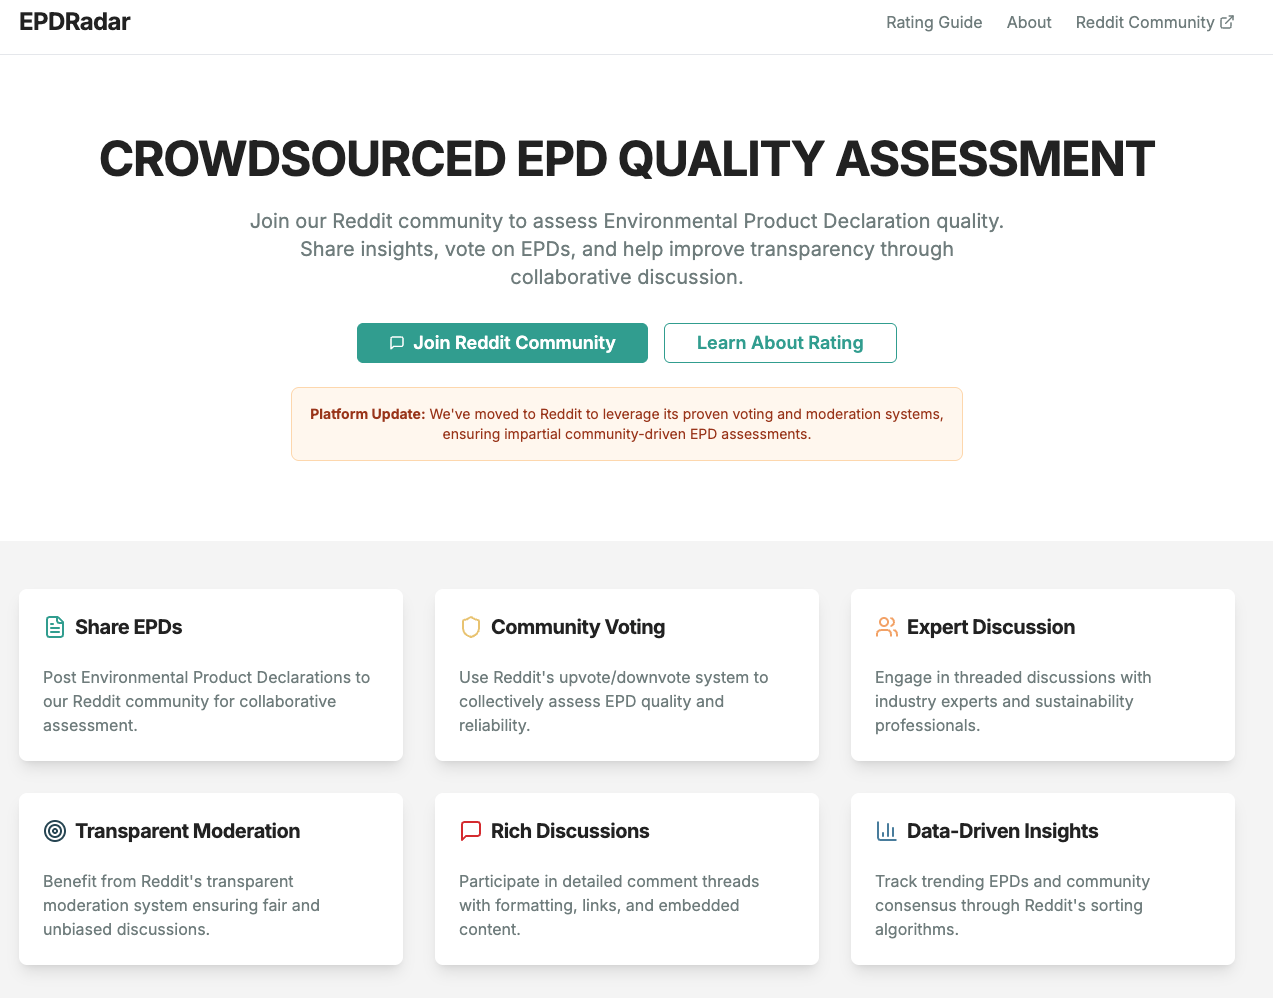 EPDRadar
Rating Guide
About
Reddit Community
CROWDSOURCED EPD QUALITY ASSESSMENT
Join our Reddit community to assess Environmental Product Declaration quality.
Share insights, vote on EPDs, and help improve transparency through
collaborative discussion.
Join Reddit Community
Learn About Rating
Platform Update: We've moved to Reddit to leverage its proven voting and moderation systems,
ensuring impartial community-driven EPD assessments.
Share EPDs
Post Environmental Product Declarations to
our Reddit community for collaborative
assessment.
Community Voting
Use Reddit's upvote/downvote system to
collectively assess EPD quality and
reliability.
Expert Discussion
Engage in threaded discussions with
industry experts and sustainability
professionals.
Transparent Moderation
Benefit from Reddit's transparent
moderation system ensuring fair and
unbiased discussions.
Rich Discussions
Participate in detailed comment threads
with formatting, links, and embedded
content.
Data-Driven Insights
Track trending EPDs and community
consensus through Reddit's sorting
algorithms.